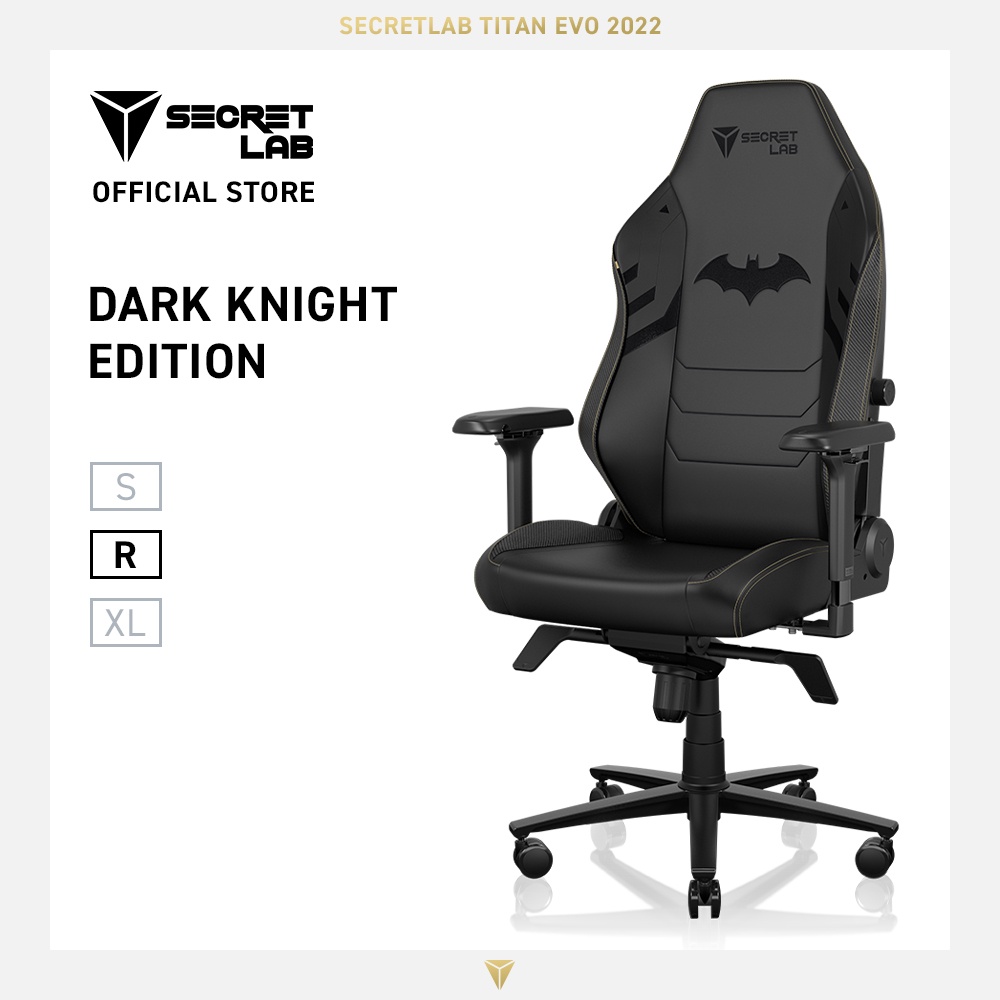 SECRETLAB TITAN EVO 2022
SECRET
LAB
OFFICIAL STORE
DARK KNIGHT
EDITION
S
R
XL
SECRET
LAB